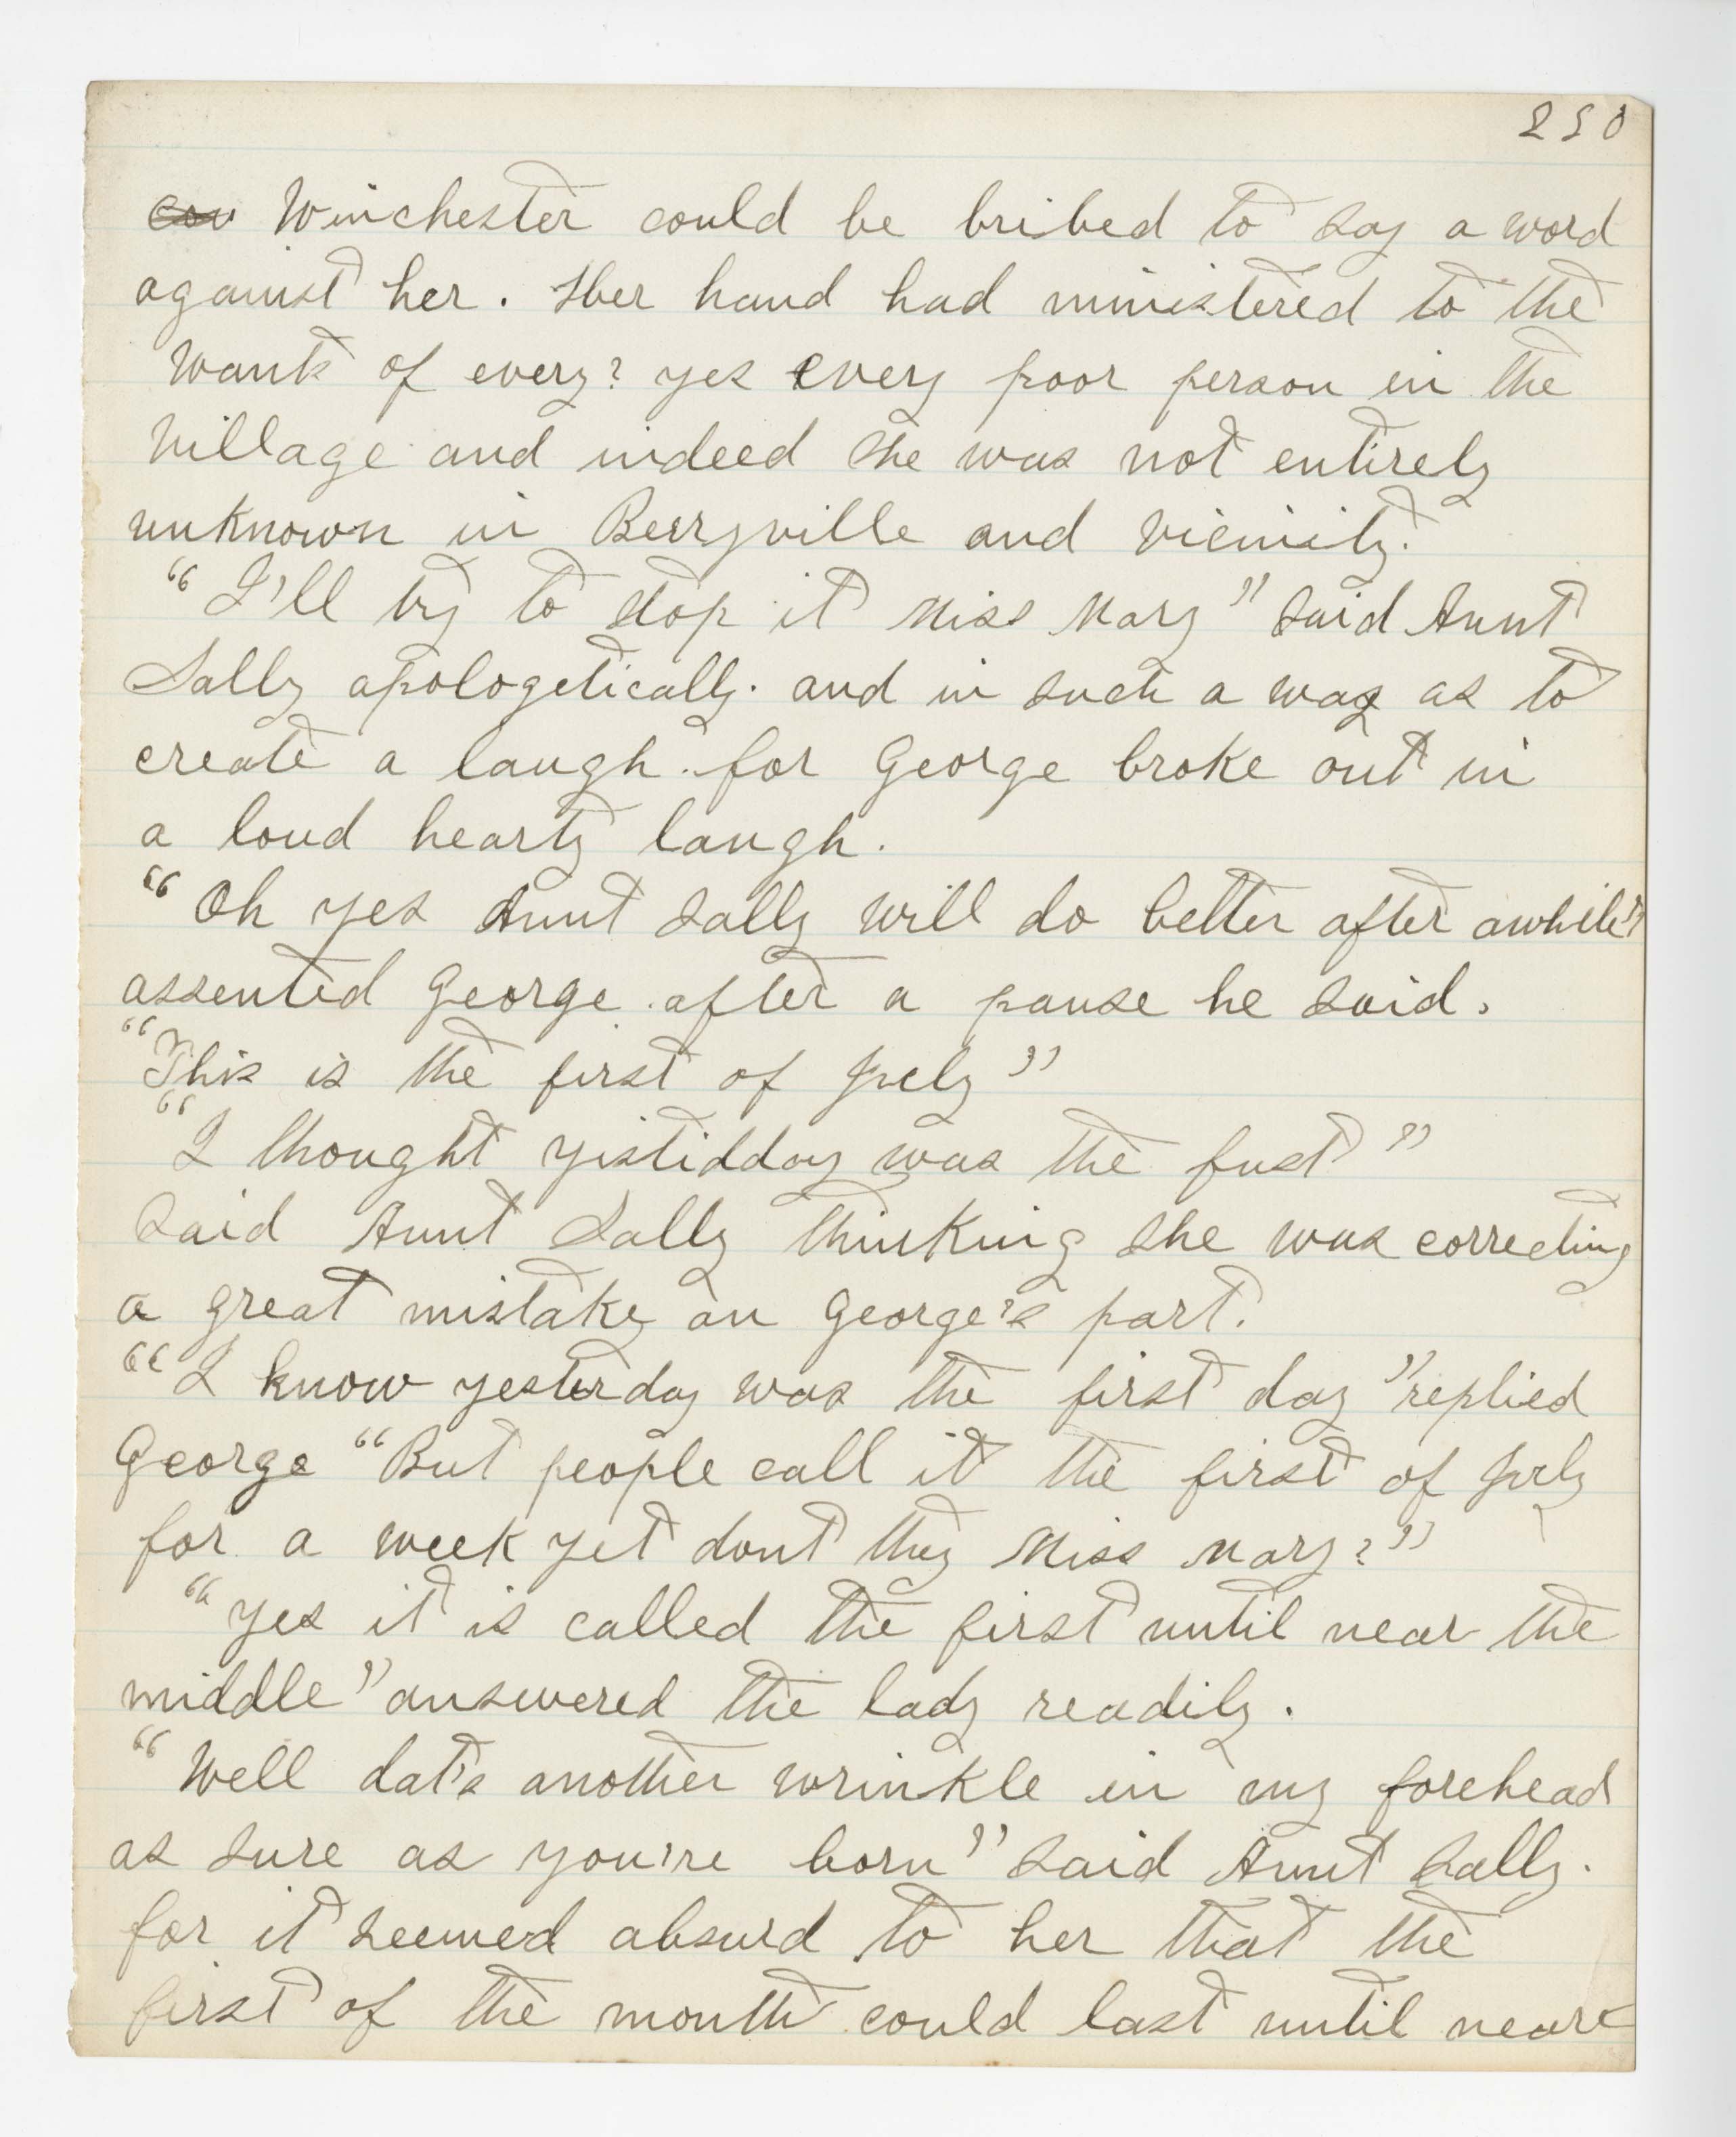 250
Winchester could be bribed to say a word
against her. Her hand had ministered to the
wants of every? yes every poor person in the
village and indeed she was not entirely
unknown in Berryville and vicinity.
"I'll try to stop it Miss Mary" said Aunt
Sally apologetically. and in such a way as to
create a laugh. for George broke out in
a loud hearty laugh.
"Oh yes Aunt Sally will do better after awhile"
assented George. after a pause he said.
"This is the first of July"
"I thought yistidday was the fust"
Said Aunt Sally thinking she was correcting
a great mistake on George's part.
"I know yesterday was the first day" replied
George "But people call it the first of July
for a week yet dont they Miss Mary?"
"Yes it is called the first until near the
middle" answered the lady readily.
"Well dat's another wrinkle in my forehead
as sure as you're born" said Aunt Sally.
for it seemed absurd to her that the
first of the month could last until near